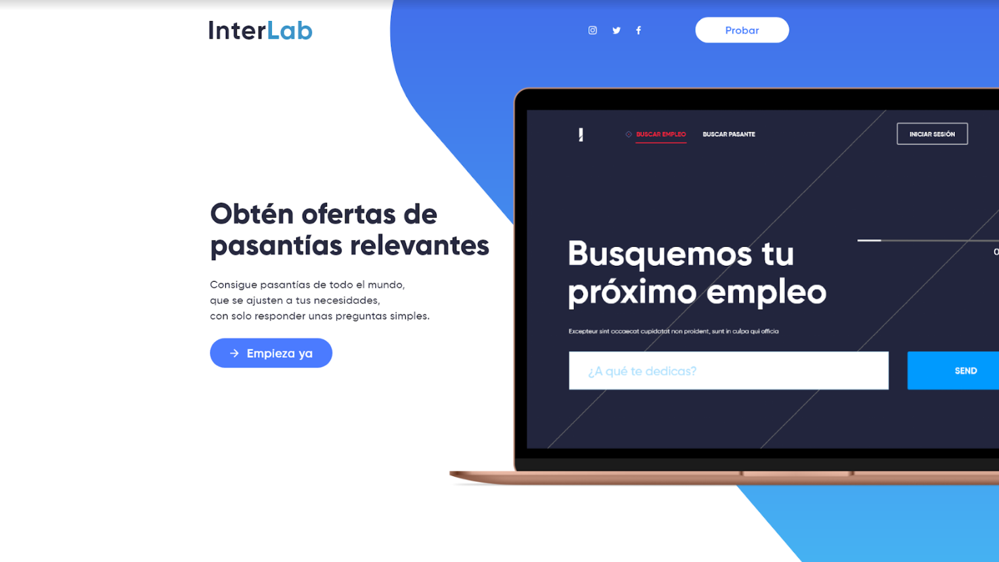 InterLab
Probar
BUSCAR EMPLEO BUSCAR PASANTE INICIAR SESIÓN
Obtén ofertas de
pasantías relevantes
Consigue pasantías de todo el mundo,
que se ajusten a tus necesidades,
con solo responder unas preguntas simples.
Empieza ya
Busquemos tu
próximo empleo
Excepteur sint occaecat cupidatat non proident, sunt in culpa qui officia
¿A qué te dedicas?
SEND